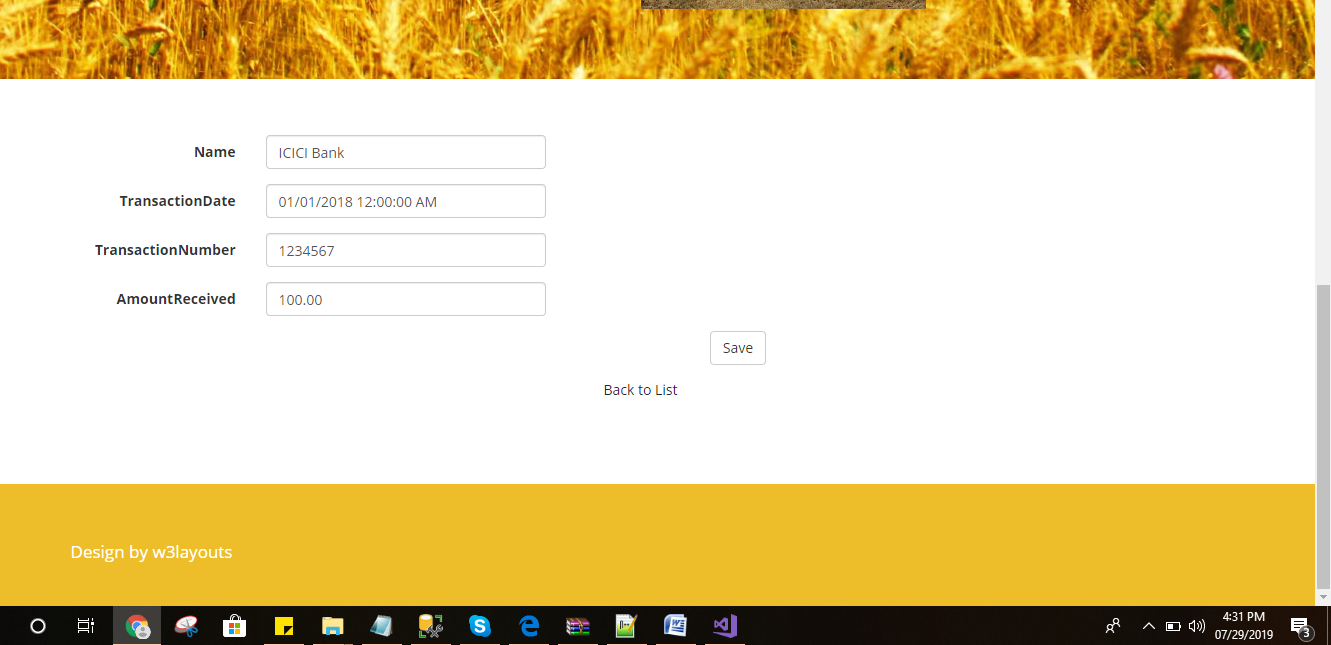 Name ICICI Bank
TransactionDate 01/01/2018 12:00:00 AM
TransactionNumber 1234567
AmountReceived 100.00
Save
Back to List
Design by w3layouts
4:31 PM
07/29/2019
3